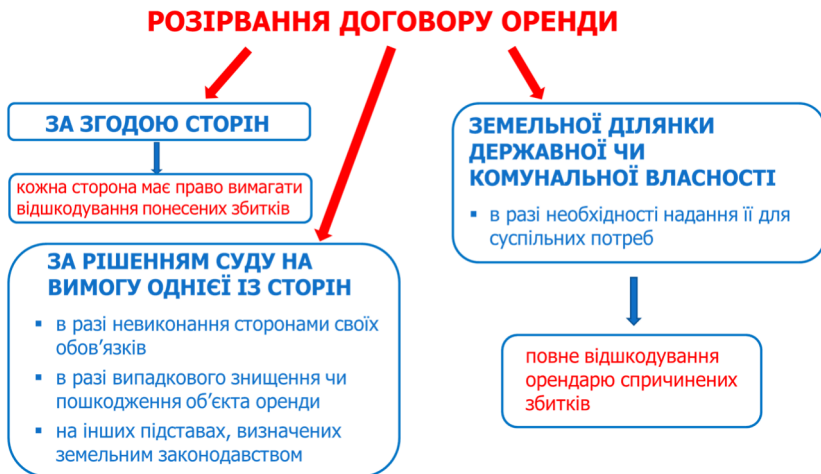 РОЗІРВАННЯ ДОГОВОРУ ОРЕНДИ
ЗА ЗГОДОЮ СТОРІН
кожна сторона має право вимагати
відшкодування понесених збитків
ЗА РІШЕННЯМ СУДУ НА
ВИМОГУ ОДНІЄЇ ІЗ СТОРІН
▪ в разі невиконання сторонами своїх
обов’язків
▪ в разі випадкового знищення чи
пошкодження об’єкта оренди
▪ на інших підставах, визначених
земельним законодавством
ЗЕМЕЛЬНОЇ ДІЛЯНКИ
ДЕРЖАВНОЇ ЧИ
КОМУНАЛЬНОЇ ВЛАСНОСТІ
▪ в разі необхідності надання її для
суспільних потреб
повне відшкодування
орендарю спричинених
збитків